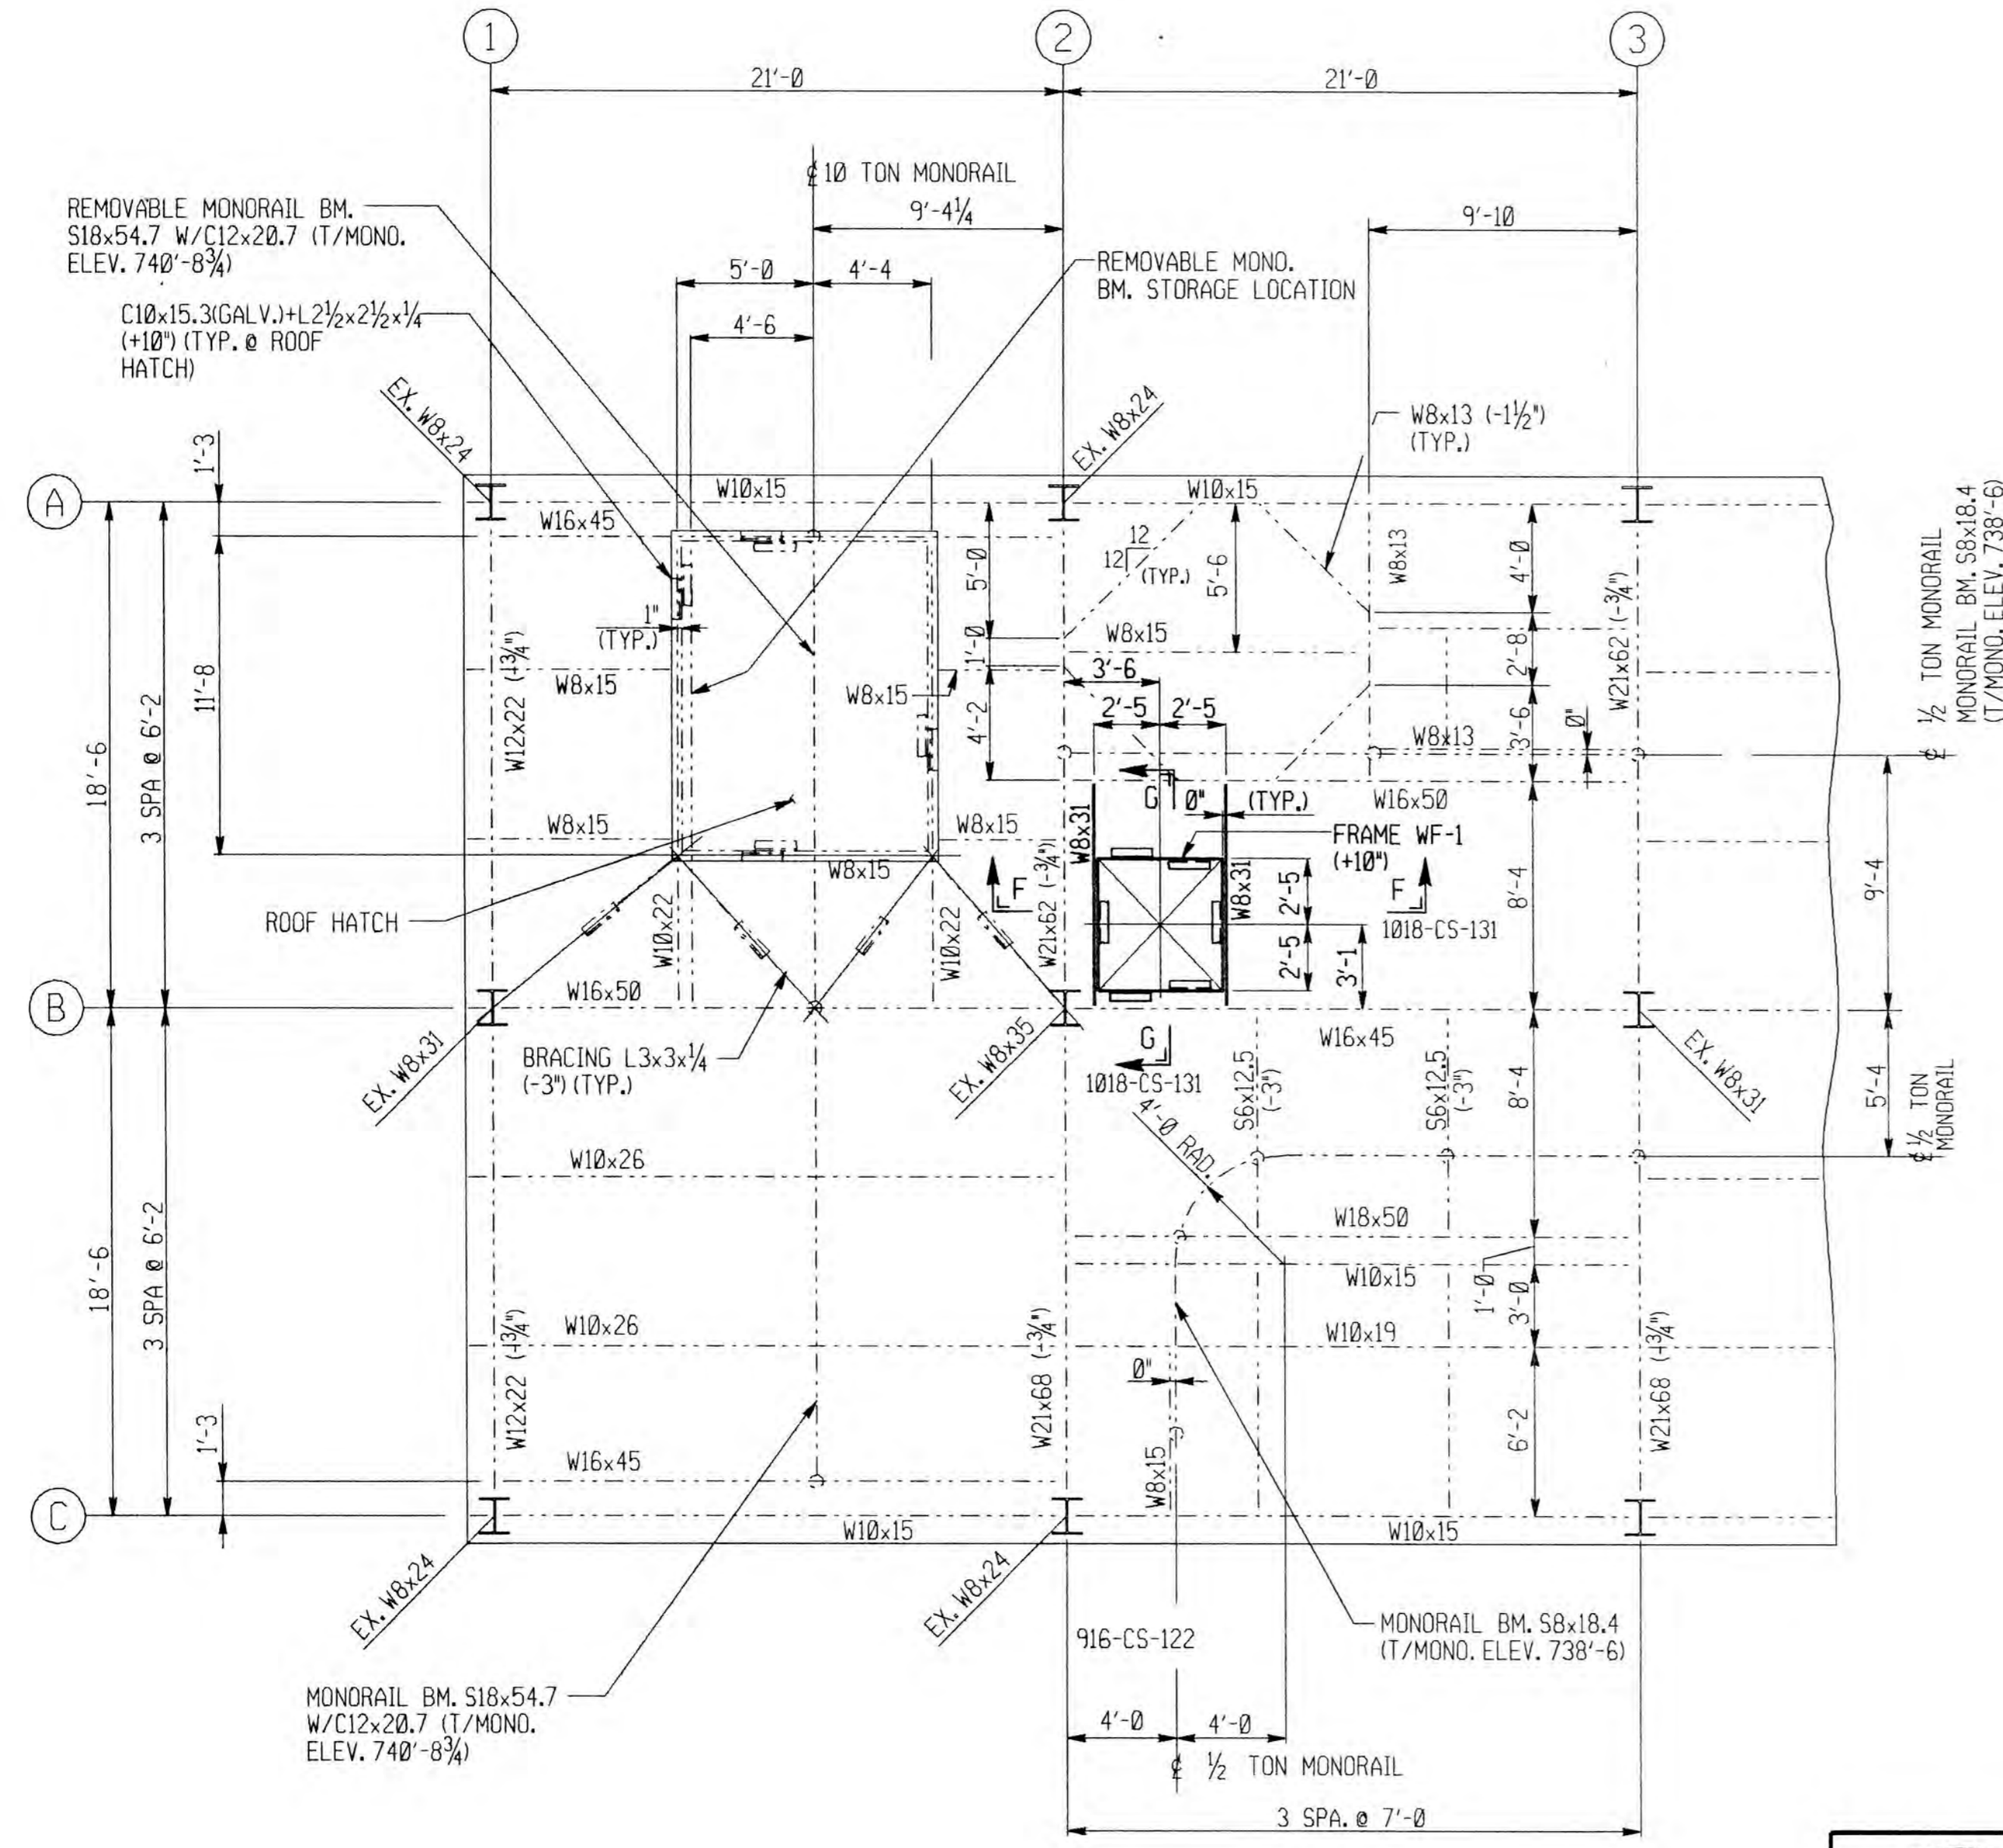 1
2
3
21'-0
21'-0
℄ 10 TON MONORAIL
9'-4¼
9'-10
REMOVABLE MONORAIL BM.
S18x54.7 W/C12x20.7 (T/MONO.
ELEV. 740'-8¾)
5'-0
4'-4
REMOVABLE MONO.
BM. STORAGE LOCATION
C10x15.3(GALV.)+L2½x2½x¼
(+10") (TYP. @ ROOF
HATCH)
4'-6
EX. W8x24
EX. W8x24
W8x13 (-1½")
(TYP.)
1'-3
A
W10x15
W10x15
W16x45
12
12
(TYP.)
5'-0
5'-6
W8x13
4'-0
W21x62 (-¾")
℄ ½ TON MONORAIL
MONORAIL BM. S8x18.4
(T/MONO. ELEV. 738'-6)
1"
(TYP.)
W8x15
1'-0
2'-8
W12x22 (-¾")
W8x15
W8x15
3'-6
11'-8
3 SPA @ 6'-2
18'-6
4'-2
2'-5
2'-5
W8x13
3'-6
0"
G
0"
(TYP.)
W16x50
W8x15
W8x15
W8x31
FRAME WF-1
(+10")
W8x15
W21x62 (-¾")
F
W8x31
2'-5
F
8'-4
9'-4
ROOF HATCH
W10x22
W10x22
1018-CS-131
2'-5
3'-1
B
W16x50
W16x45
G
1018-CS-131
EX. W8x31
BRACING L3x3x¼
(-3") (TYP.)
EX. W8x35
EX. W8x31
S6x12.5
(-3")
S6x12.5
(-3")
8'-4
5'-4
℄ ½ TON
MONORAIL
4'-0 RAD.
W10x26
18'-6
3 SPA @ 6'-2
W18x50
W10x15
1'-0
3'-0
W10x26
W10x19
W12x22 (-¾")
W21x68 (-¾")
0"
W21x68 (-¾")
6'-2
1'-3
W16x45
W8x15
C
W10x15
W10x15
EX. W8x24
EX. W8x24
916-CS-122
MONORAIL BM. S8x18.4
(T/MONO. ELEV. 738'-6)
MONORAIL BM. S18x54.7
W/C12x20.7 (T/MONO.
ELEV. 740'-8¾)
4'-0
4'-0
℄ ½ TON MONORAIL
3 SPA. @ 7'-0